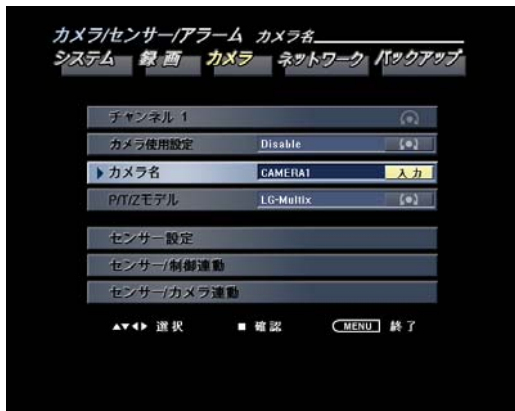 カメラ/センサー/アラーム カメラ名
システム 録画 カメラ ネットワーク バックアップ
チャンネル 1
カメラ使用設定 Disable
カメラ名 CAMERA1 入力
P/T/Zモデル LG-Multix
センサー設定
センサー/制御連動
センサー/カメラ連動
▲▼◀▶ 選択 ■ 確認 MENU 終了